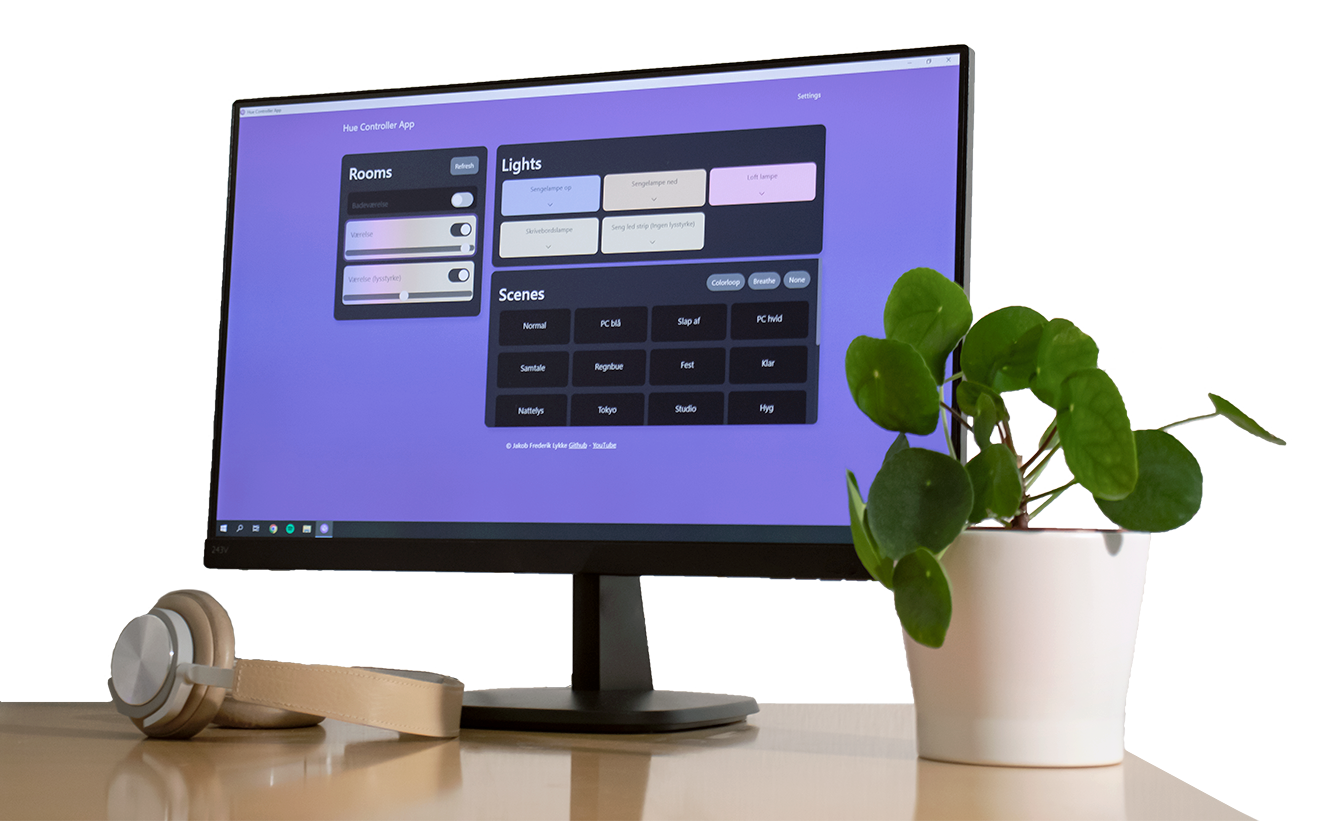 Hue Controller App
Settings
Hue Controller App
Rooms
Refresh
Badeværelse
Værelse
Værelse (lysstyrke)
Lights
Sengelampe up
Sengelampe ned
Loft lampe
Skrivebordslampe
Seng led strip (Ingen lysstyrke)
Scenes
Colorloop
Breathe
None
Normal
PC blå
Slap af
PC hvid
Samtale
Regnbue
Fest
Klar
Nattelys
Tokyo
Studio
Hyg
© Jakob Frederik Lykke Github - YouTube
243V